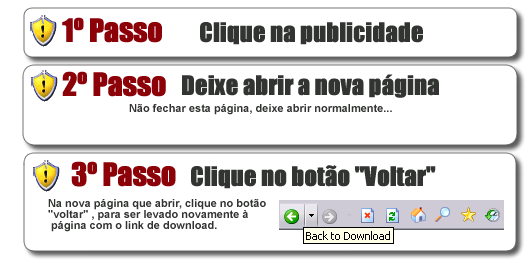 1º Passo Clique na publicidade
2º Passo Deixe abrir a nova página
Não fechar esta página, deixe abrir normalmente...
3º Passo Clique no botão "Voltar"
Na nova página que abrir, clique no botão
"voltar" , para ser levado novamente à
página com o link de download.
Back to Download